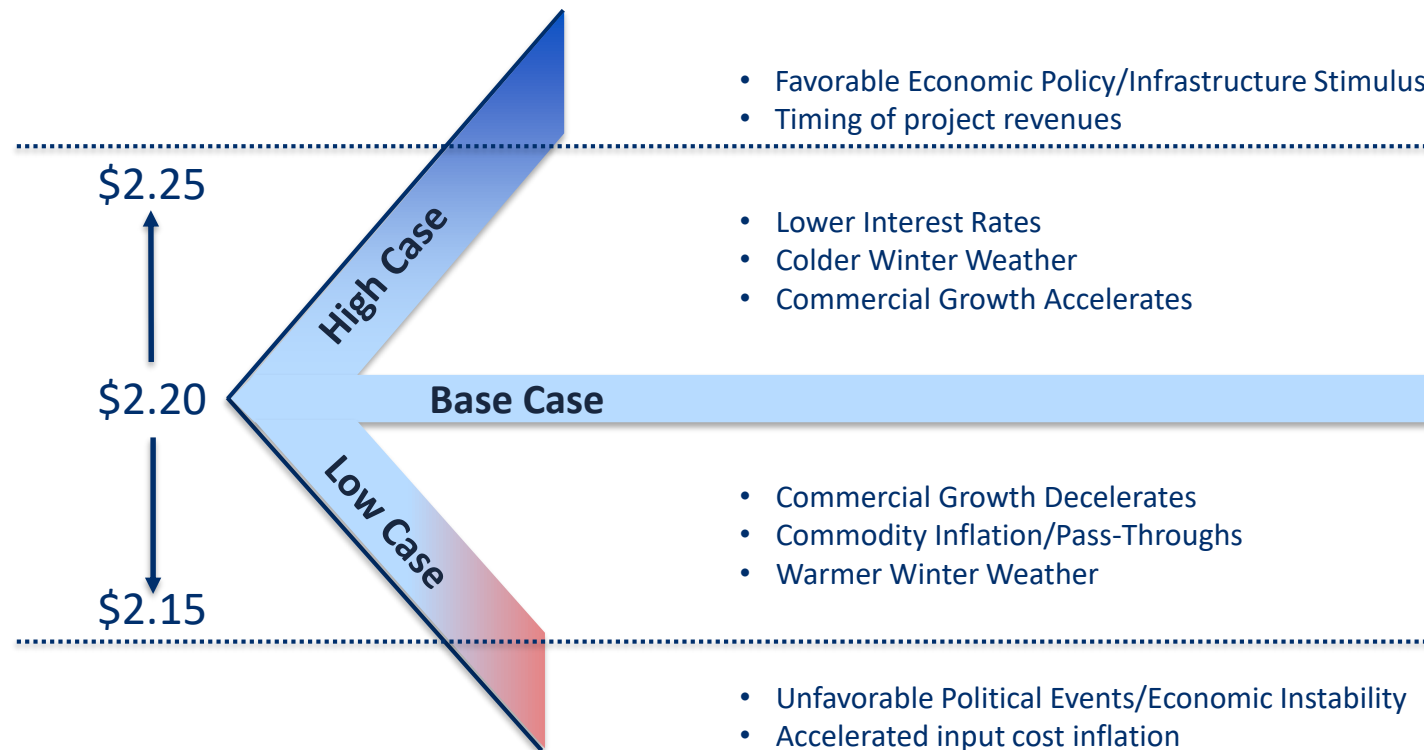 • Favorable Economic Policy/Infrastructure Stimulus
• Timing of project revenues
$2.25
• Lower Interest Rates
• Colder Winter Weather
• Commercial Growth Accelerates
High Case
$2.20
Base Case
Low Case
• Commercial Growth Decelerates
• Commodity Inflation/Pass-Throughs
• Warmer Winter Weather
$2.15
• Unfavorable Political Events/Economic Instability
• Accelerated input cost inflation